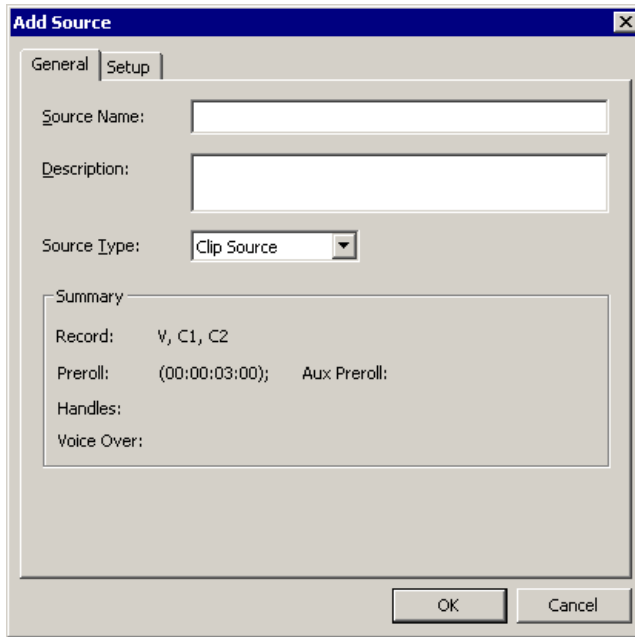 Add Source
General Setup
Source Name:
Description:
Source Type: Clip Source
Summary
Record: V, C1, C2
Preroll: (00:00:03:00); Aux Preroll:
Handles:
Voice Over:
OK Cancel